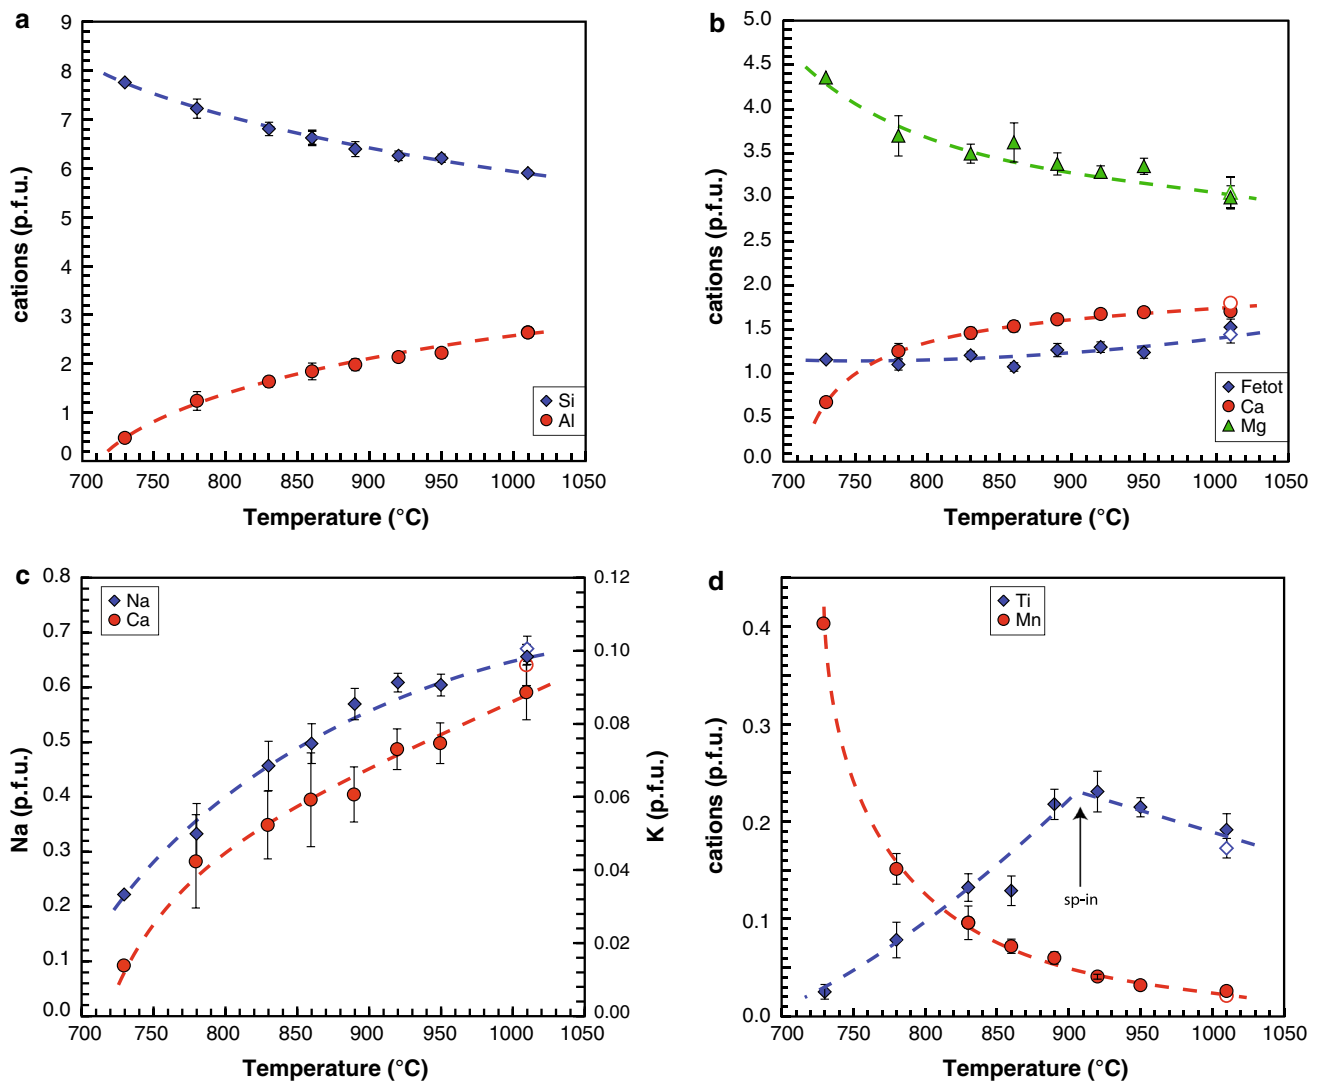 a
9
8
7
6
5
4
3
2
1
0
cations (p.f.u.)
Si
Al
700 750 800 850 900 950 1000 1050
Temperature (°C)
b
5.0
4.5
4.0
3.5
3.0
2.5
2.0
1.5
1.0
0.5
0.0
cations (p.f.u.)
Fetot
Ca
Mg
700 750 800 850 900 950 1000 1050
Temperature (°C)
c
0.8
0.7
0.6
0.5
0.4
0.3
0.2
0.1
0.0
Na (p.f.u.)
Na
Ca
0.12
0.10
0.08
0.06
0.04
0.02
0.00
K (p.f.u.)
700 750 800 850 900 950 1000 1050
Temperature (°C)
d
0.4
0.3
0.2
0.1
0.0
cations (p.f.u.)
Ti
Mn
sp-in
700 750 800 850 900 950 1000 1050
Temperature (°C)